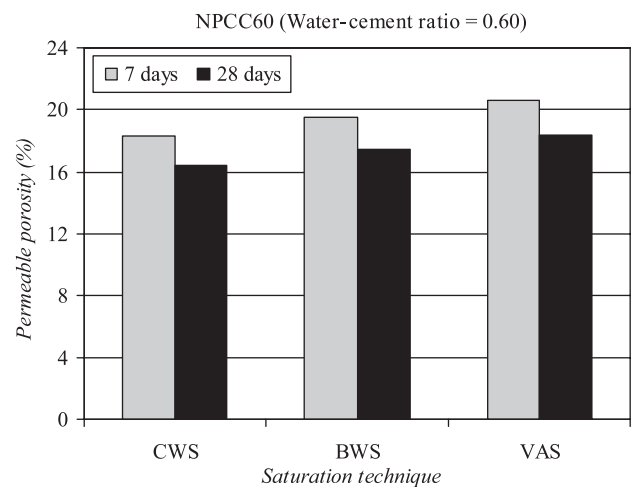 NPCC60 (Water-cement ratio = 0.60)
24
7 days 28 days
20
16
12
8
4
0
Permeable porosity (%)
CWS BWS VAS
Saturation technique